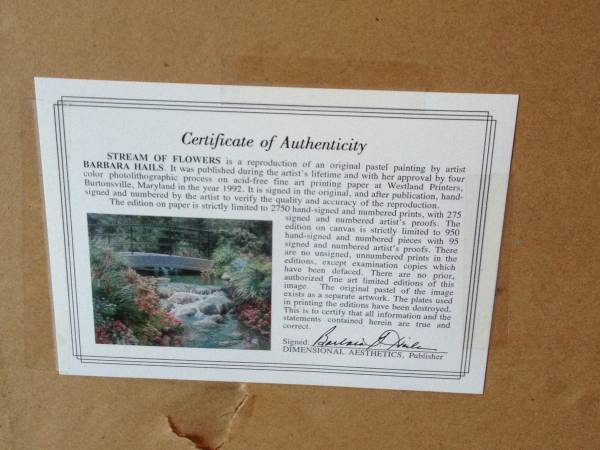 Certificate of Authenticity
STREAM OF FLOWERS is a reproduction of an original pastel painting by artist
BARBARA HAILS. It was published during the artist's lifetime and with her approval by four
color photolithographic process on acid-free fine art printing paper at Westland Printers,
Burtonsville, Maryland in the year 1992. It is signed in the original, and after publication, hand-
signed and numbered by the artist to verify the quality and accuracy of the reproduction.
The edition on paper is strictly limited to 2750 hand-signed and numbered prints, with 275
signed and numbered artist's proofs. The
edition on canvas is strictly limited to 950
hand-signed and numbered pieces with 95
signed and numbered artist's proofs. There
are no unsigned, unnumbered prints in the
editions, except examination copies which
have been defaced. There are no prior,
authorized fine art limited editions of this
image. The original pastel of the image
exists as a separate artwork. The plates used
in printing the editions have been destroyed.
This is to certify that all information and the
statements contained herein are true and
correct.
Signed: Barbara G Hails
DIMENSIONAL AESTHETICS, Publisher